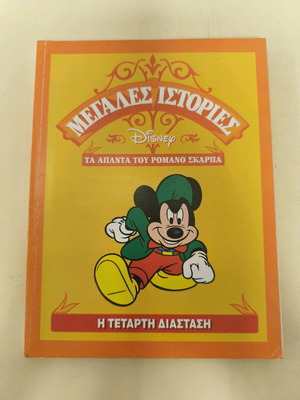 ΜΕΓΑΛΕΣ ΙΣΤΟΡΙΕΣ
Disney
ΤΑ ΑΠΑΝΤΑ ΤΟΥ ΡΟΜΑΝΟ ΣΚΑΡΠΑ
Η ΤΕΤΑΡΤΗ ΔΙΑΣΤΑΣΗ